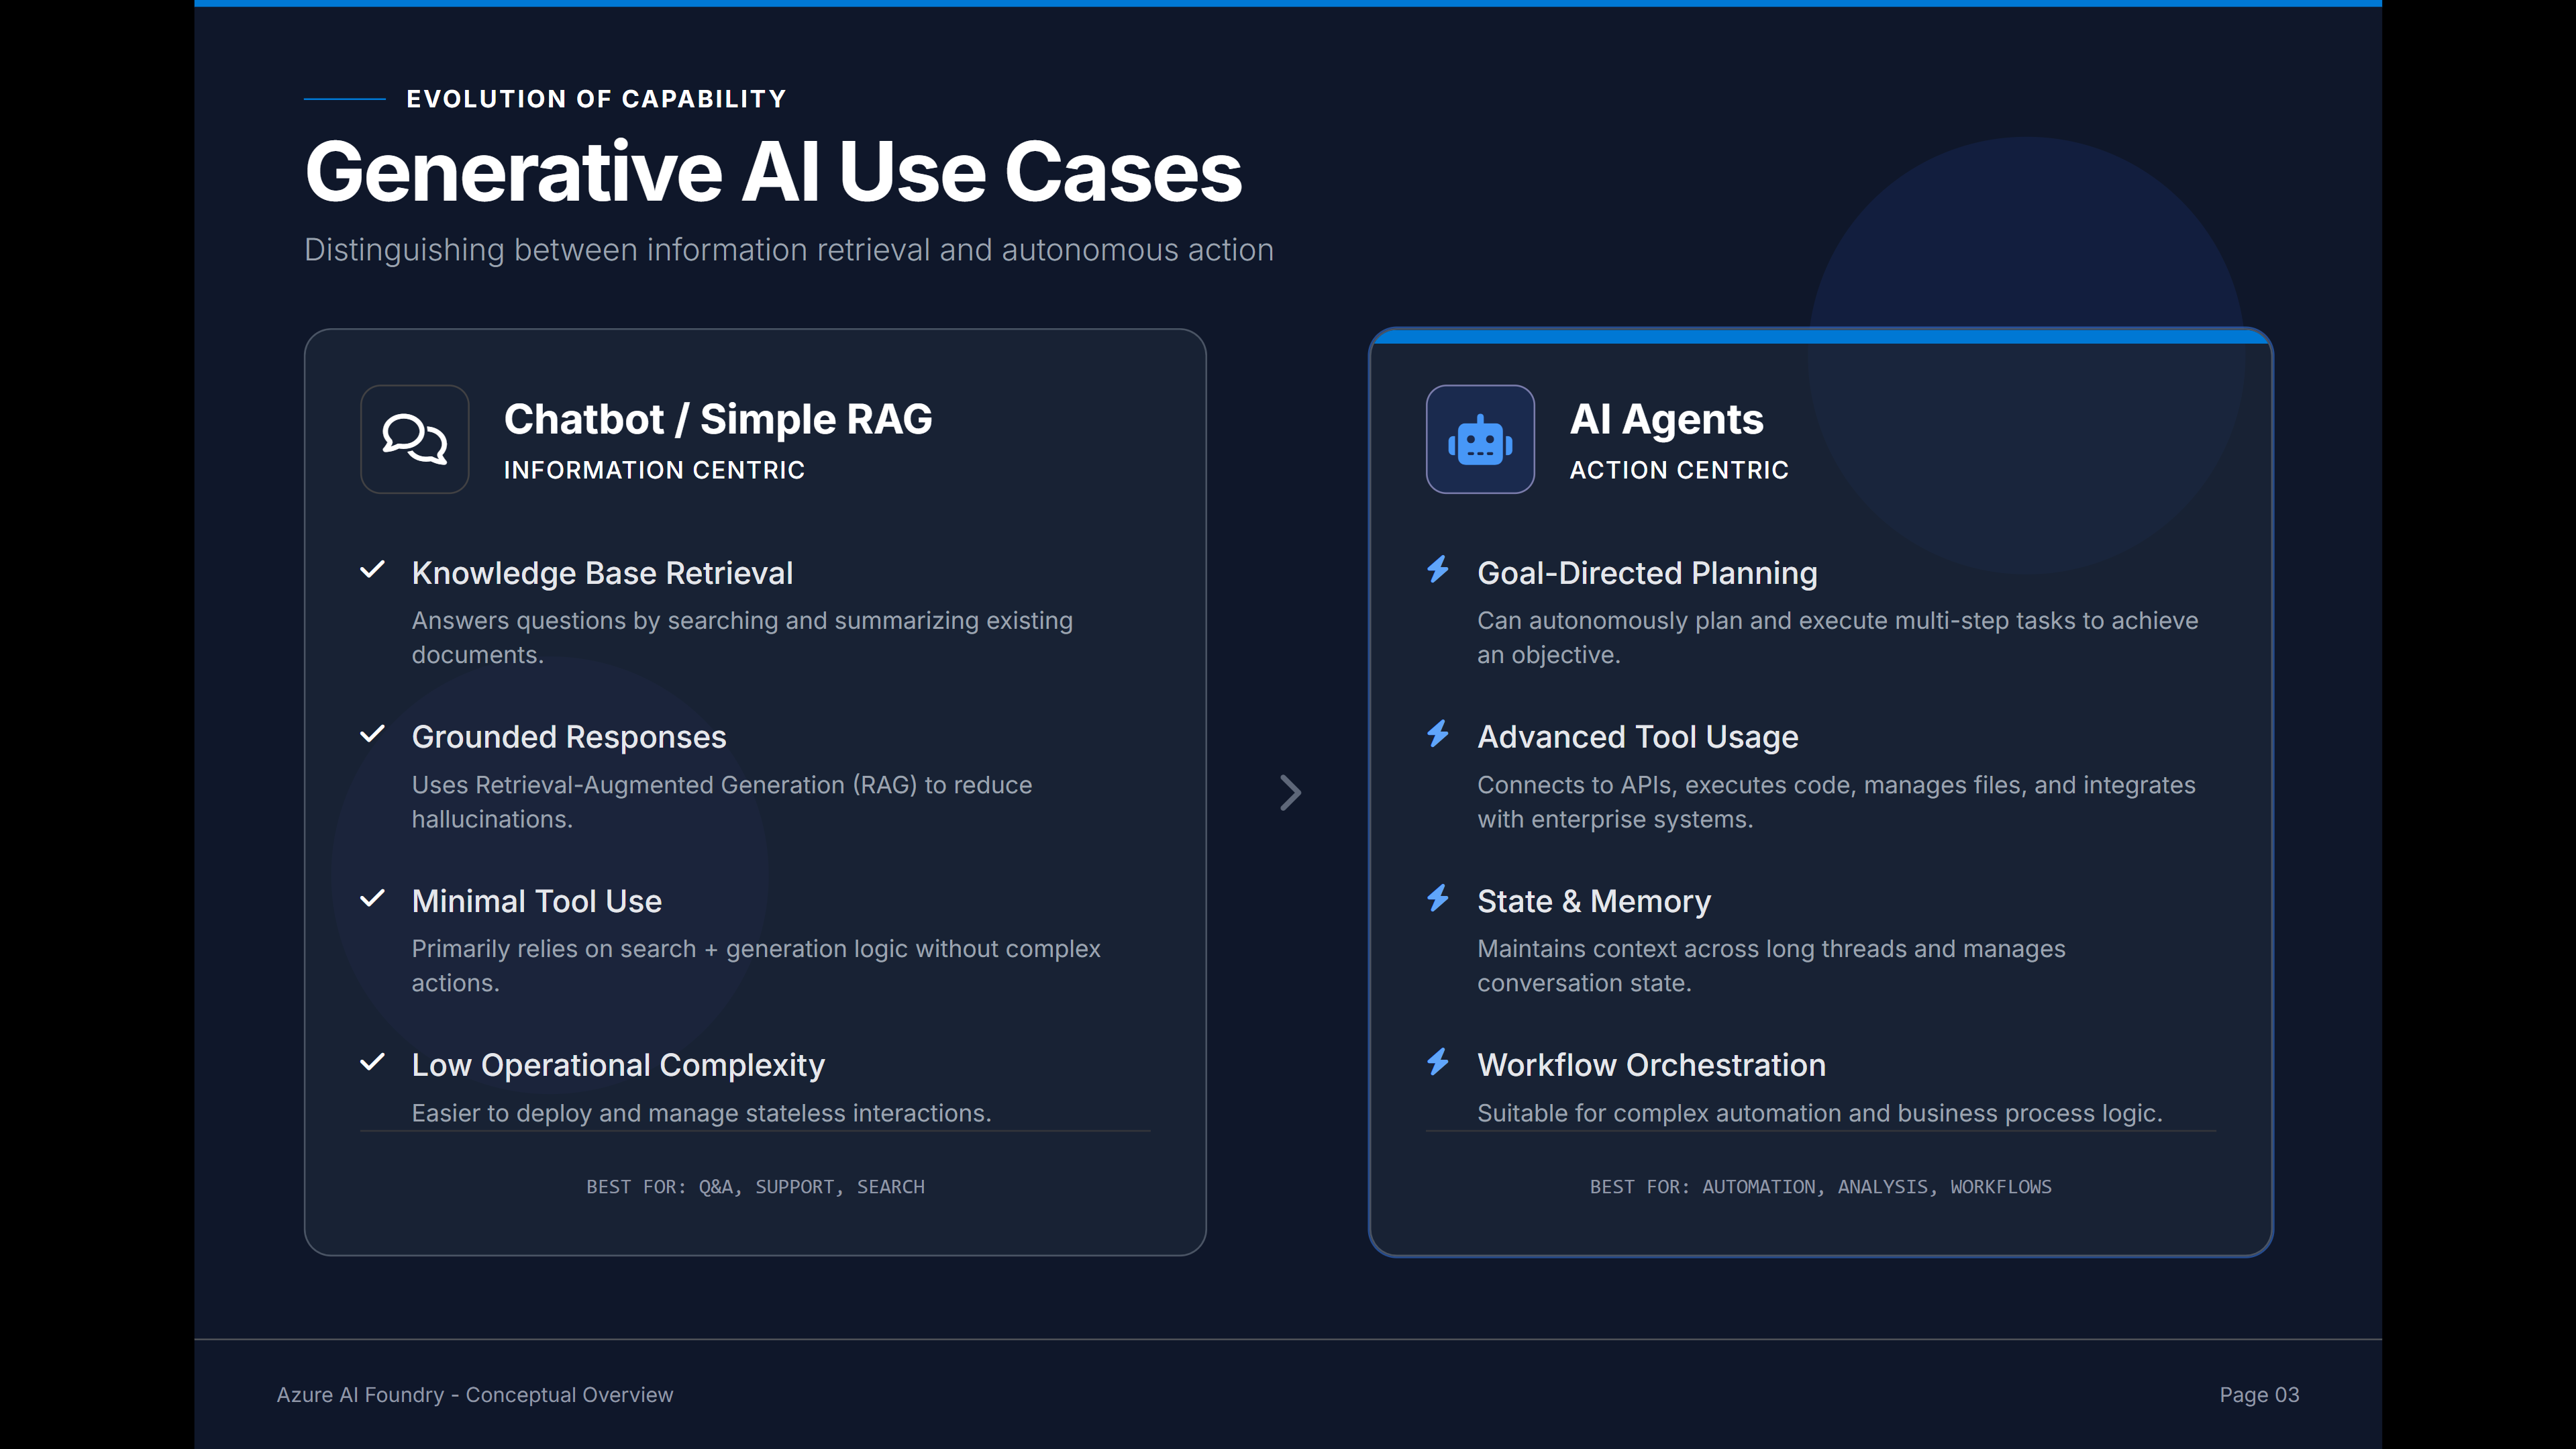 EVOLUTION OF CAPABILITY
Generative AI Use Cases
Distinguishing between information retrieval and autonomous action
Chatbot / Simple RAG
INFORMATION CENTRIC
Knowledge Base Retrieval
Answers questions by searching and summarizing existing
documents.
Grounded Responses
Uses Retrieval-Augmented Generation (RAG) to reduce
hallucinations.
Minimal Tool Use
Primarily relies on search + generation logic without complex
actions.
Low Operational Complexity
Easier to deploy and manage stateless interactions.
BEST FOR: Q&A, SUPPORT, SEARCH
AI Agents
ACTION CENTRIC
Goal-Directed Planning
Can autonomously plan and execute multi-step tasks to achieve
an objective.
Advanced Tool Usage
Connects to APIs, executes code, manages files, and integrates
with enterprise systems.
State & Memory
Maintains context across long threads and manages
conversation state.
Workflow Orchestration
Suitable for complex automation and business process logic.
BEST FOR: AUTOMATION, ANALYSIS, WORKFLOWS
Azure AI Foundry - Conceptual Overview
Page 03